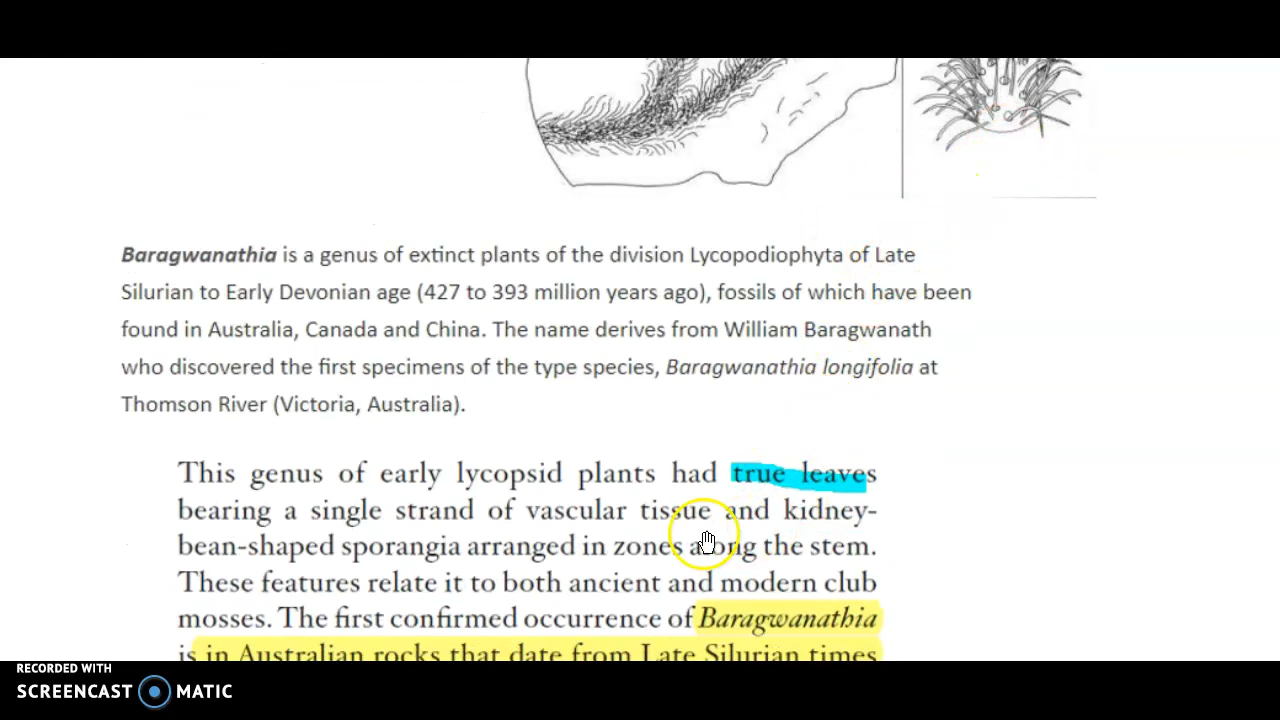 Baragwanathia is a genus of extinct plants of the division Lycopodiophyta of Late
Silurian to Early Devonian age (427 to 393 million years ago), fossils of which have been
found in Australia, Canada and China. The name derives from William Baragwanath
who discovered the first specimens of the type species, Baragwanathia longifolia at
Thomson River (Victoria, Australia).
This genus of early lycopsid plants had true leaves
bearing a single strand of vascular tissue and kidney-
bean-shaped sporangia arranged in zones along the stem.
These features relate it to both ancient and modern club
mosses. The first confirmed occurrence of Baragwanathia
is in Australian rocks that date from Late Silurian times
RECORDED WITH
SCREENCAST MATIC